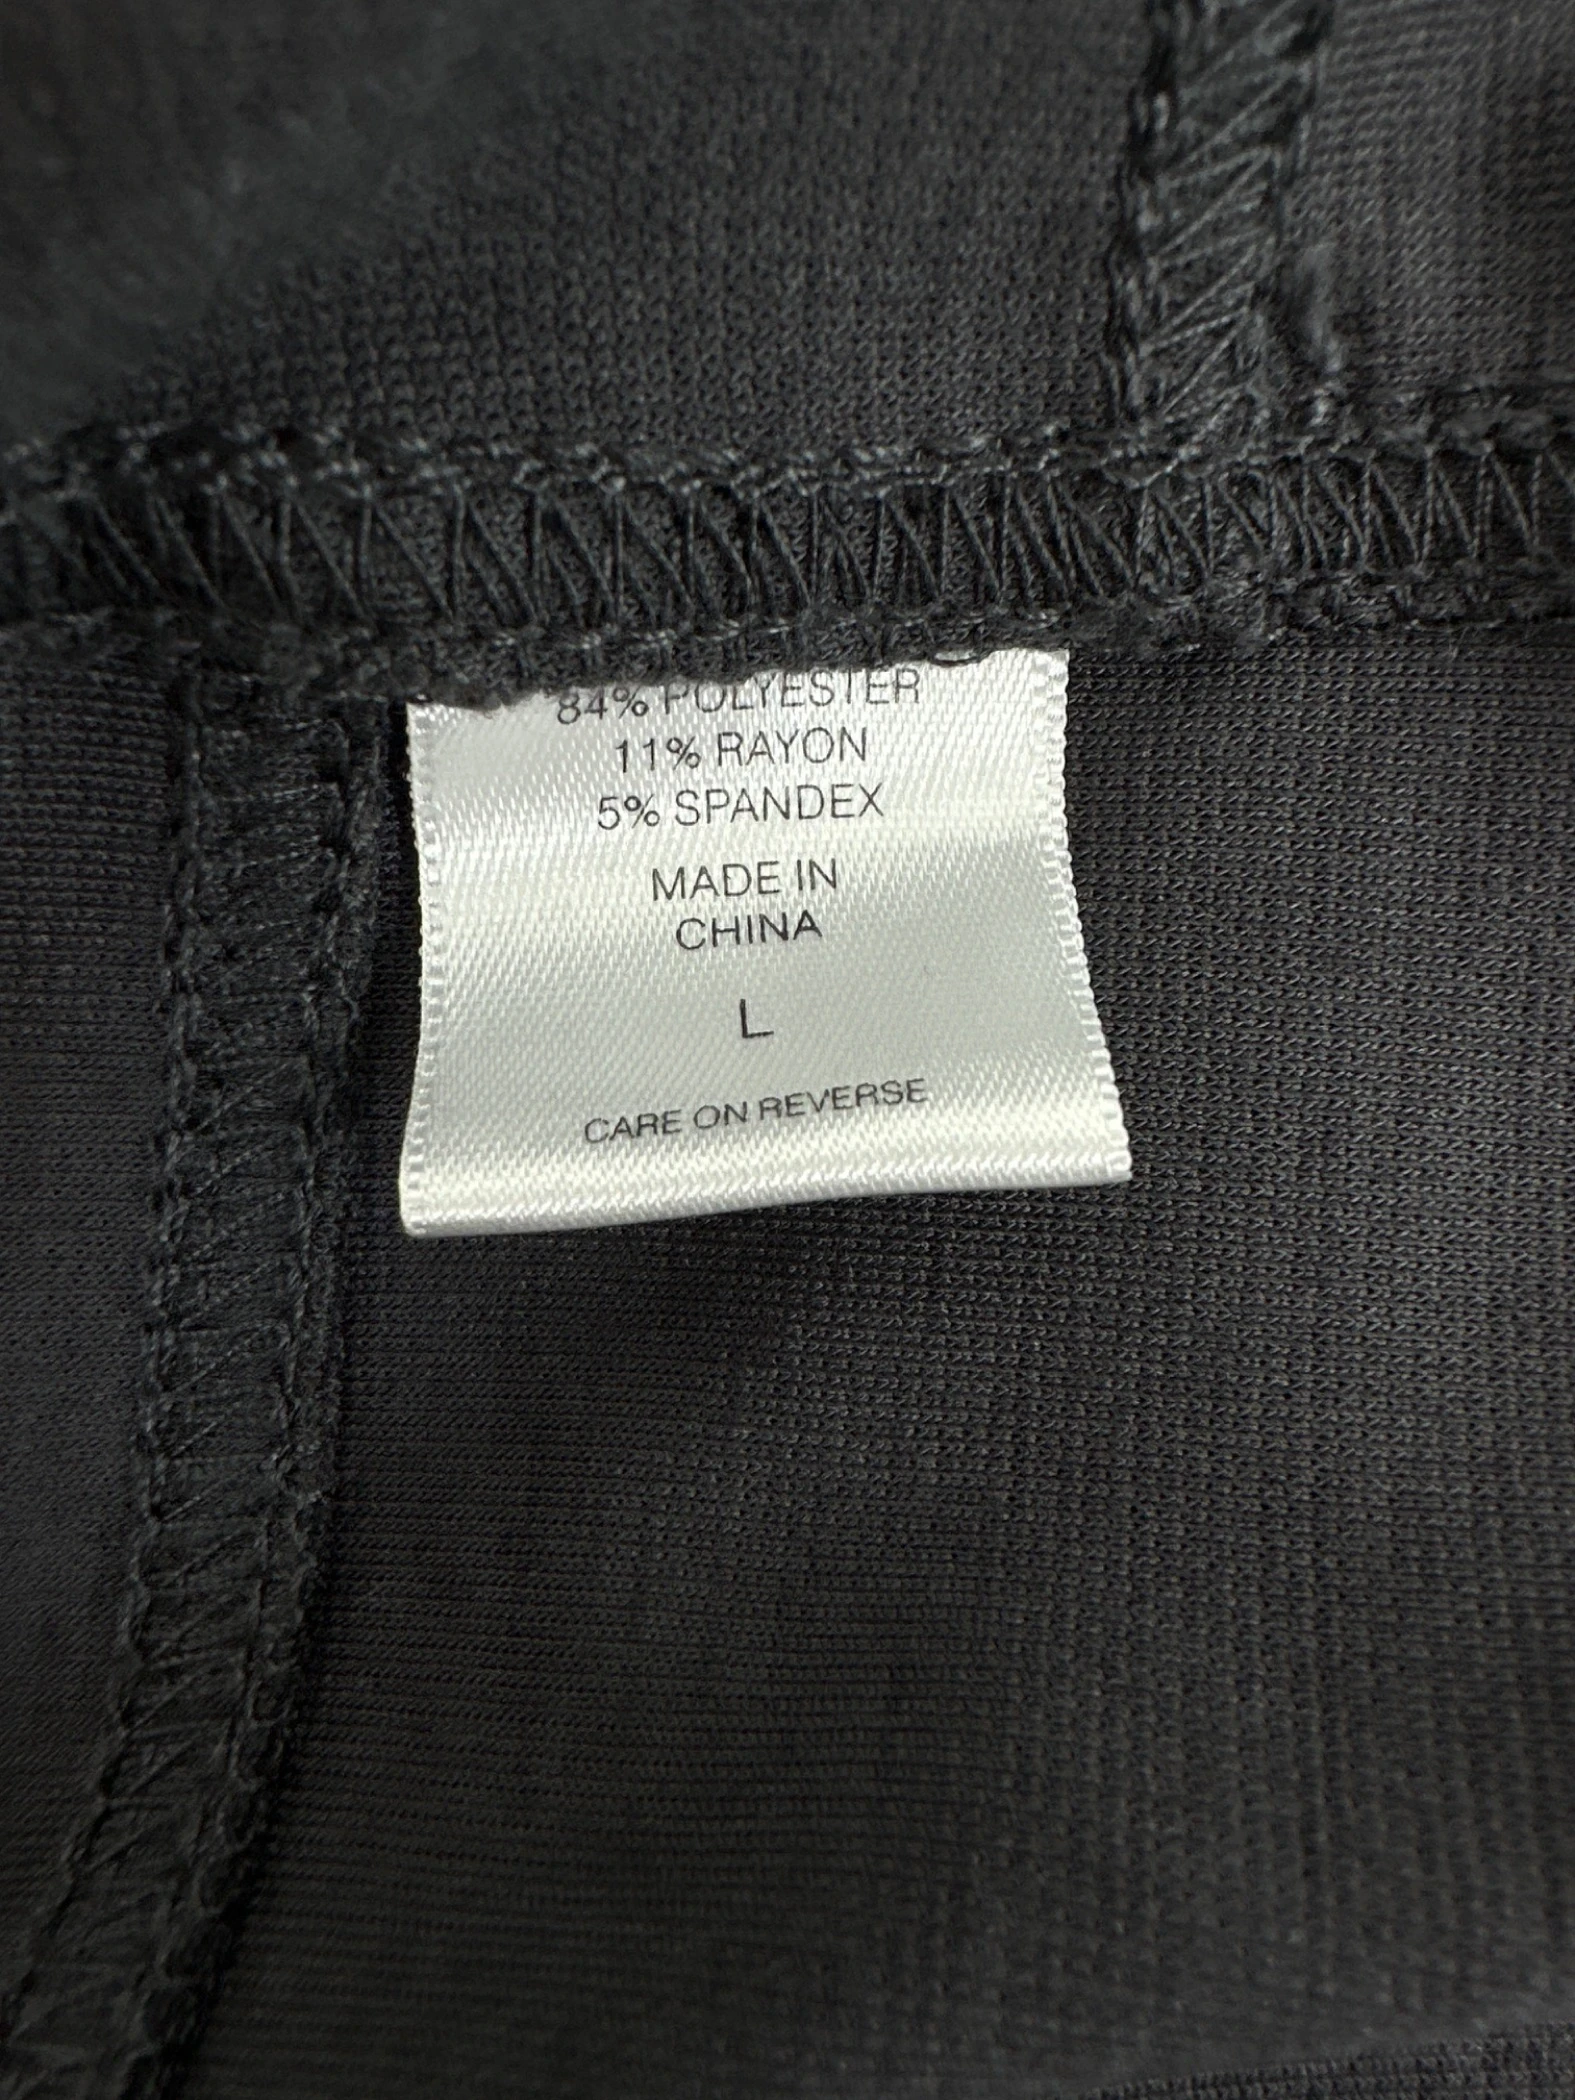 84% POLYESTER
11% RAYON
5% SPANDEX
MADE IN
CHINA
L
CARE ON REVERSE